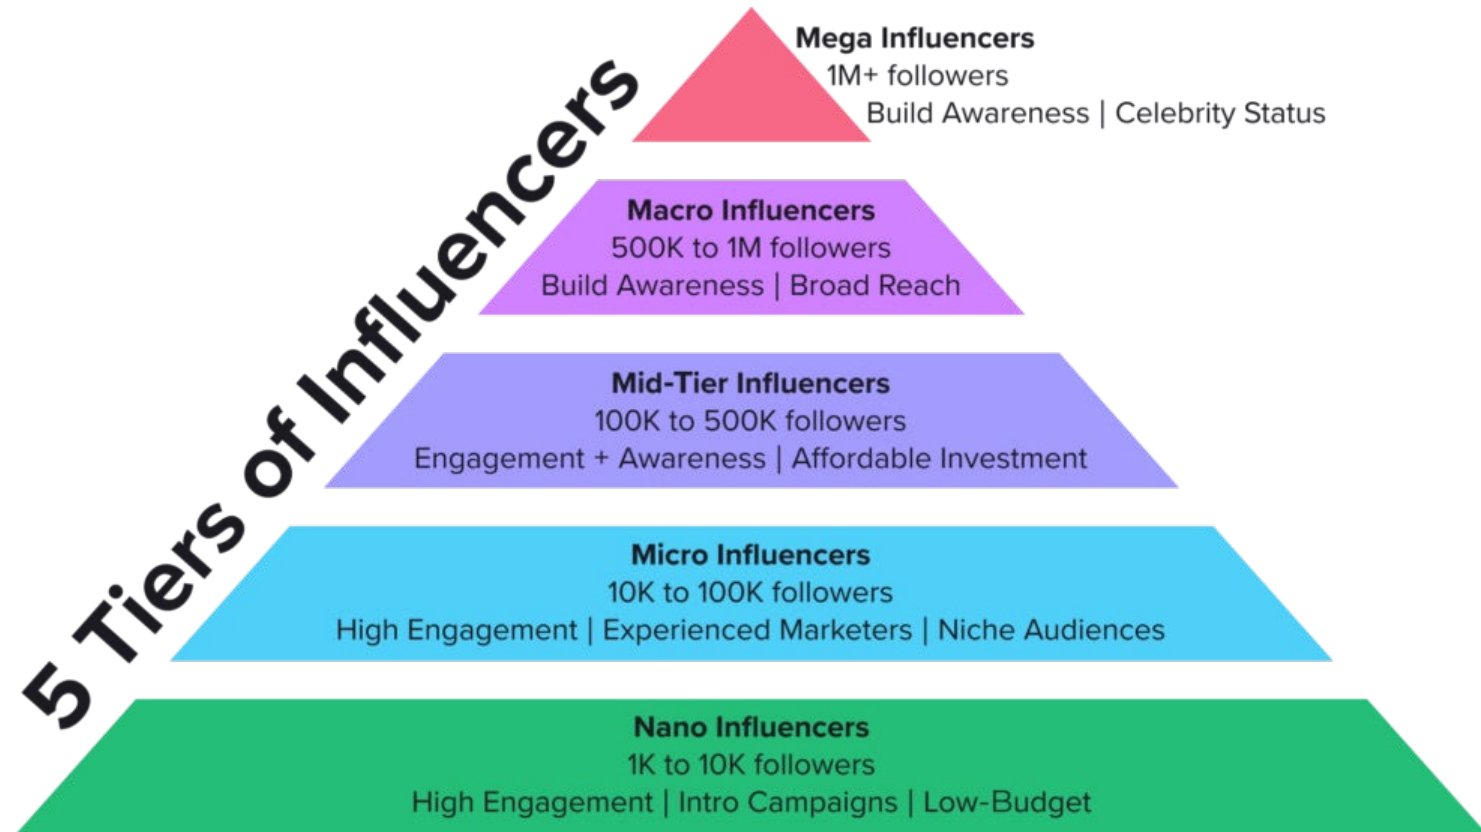 5 Tiers of Influencers
Mega Influencers
1M+ followers
Build Awareness | Celebrity Status
Macro Influencers
500K to 1M followers
Build Awareness | Broad Reach
Mid-Tier Influencers
100K to 500K followers
Engagement + Awareness | Affordable Investment
Micro Influencers
10K to 100K followers
High Engagement | Experienced Marketers | Niche Audiences
Nano Influencers
1K to 10K followers
High Engagement | Intro Campaigns | Low-Budget